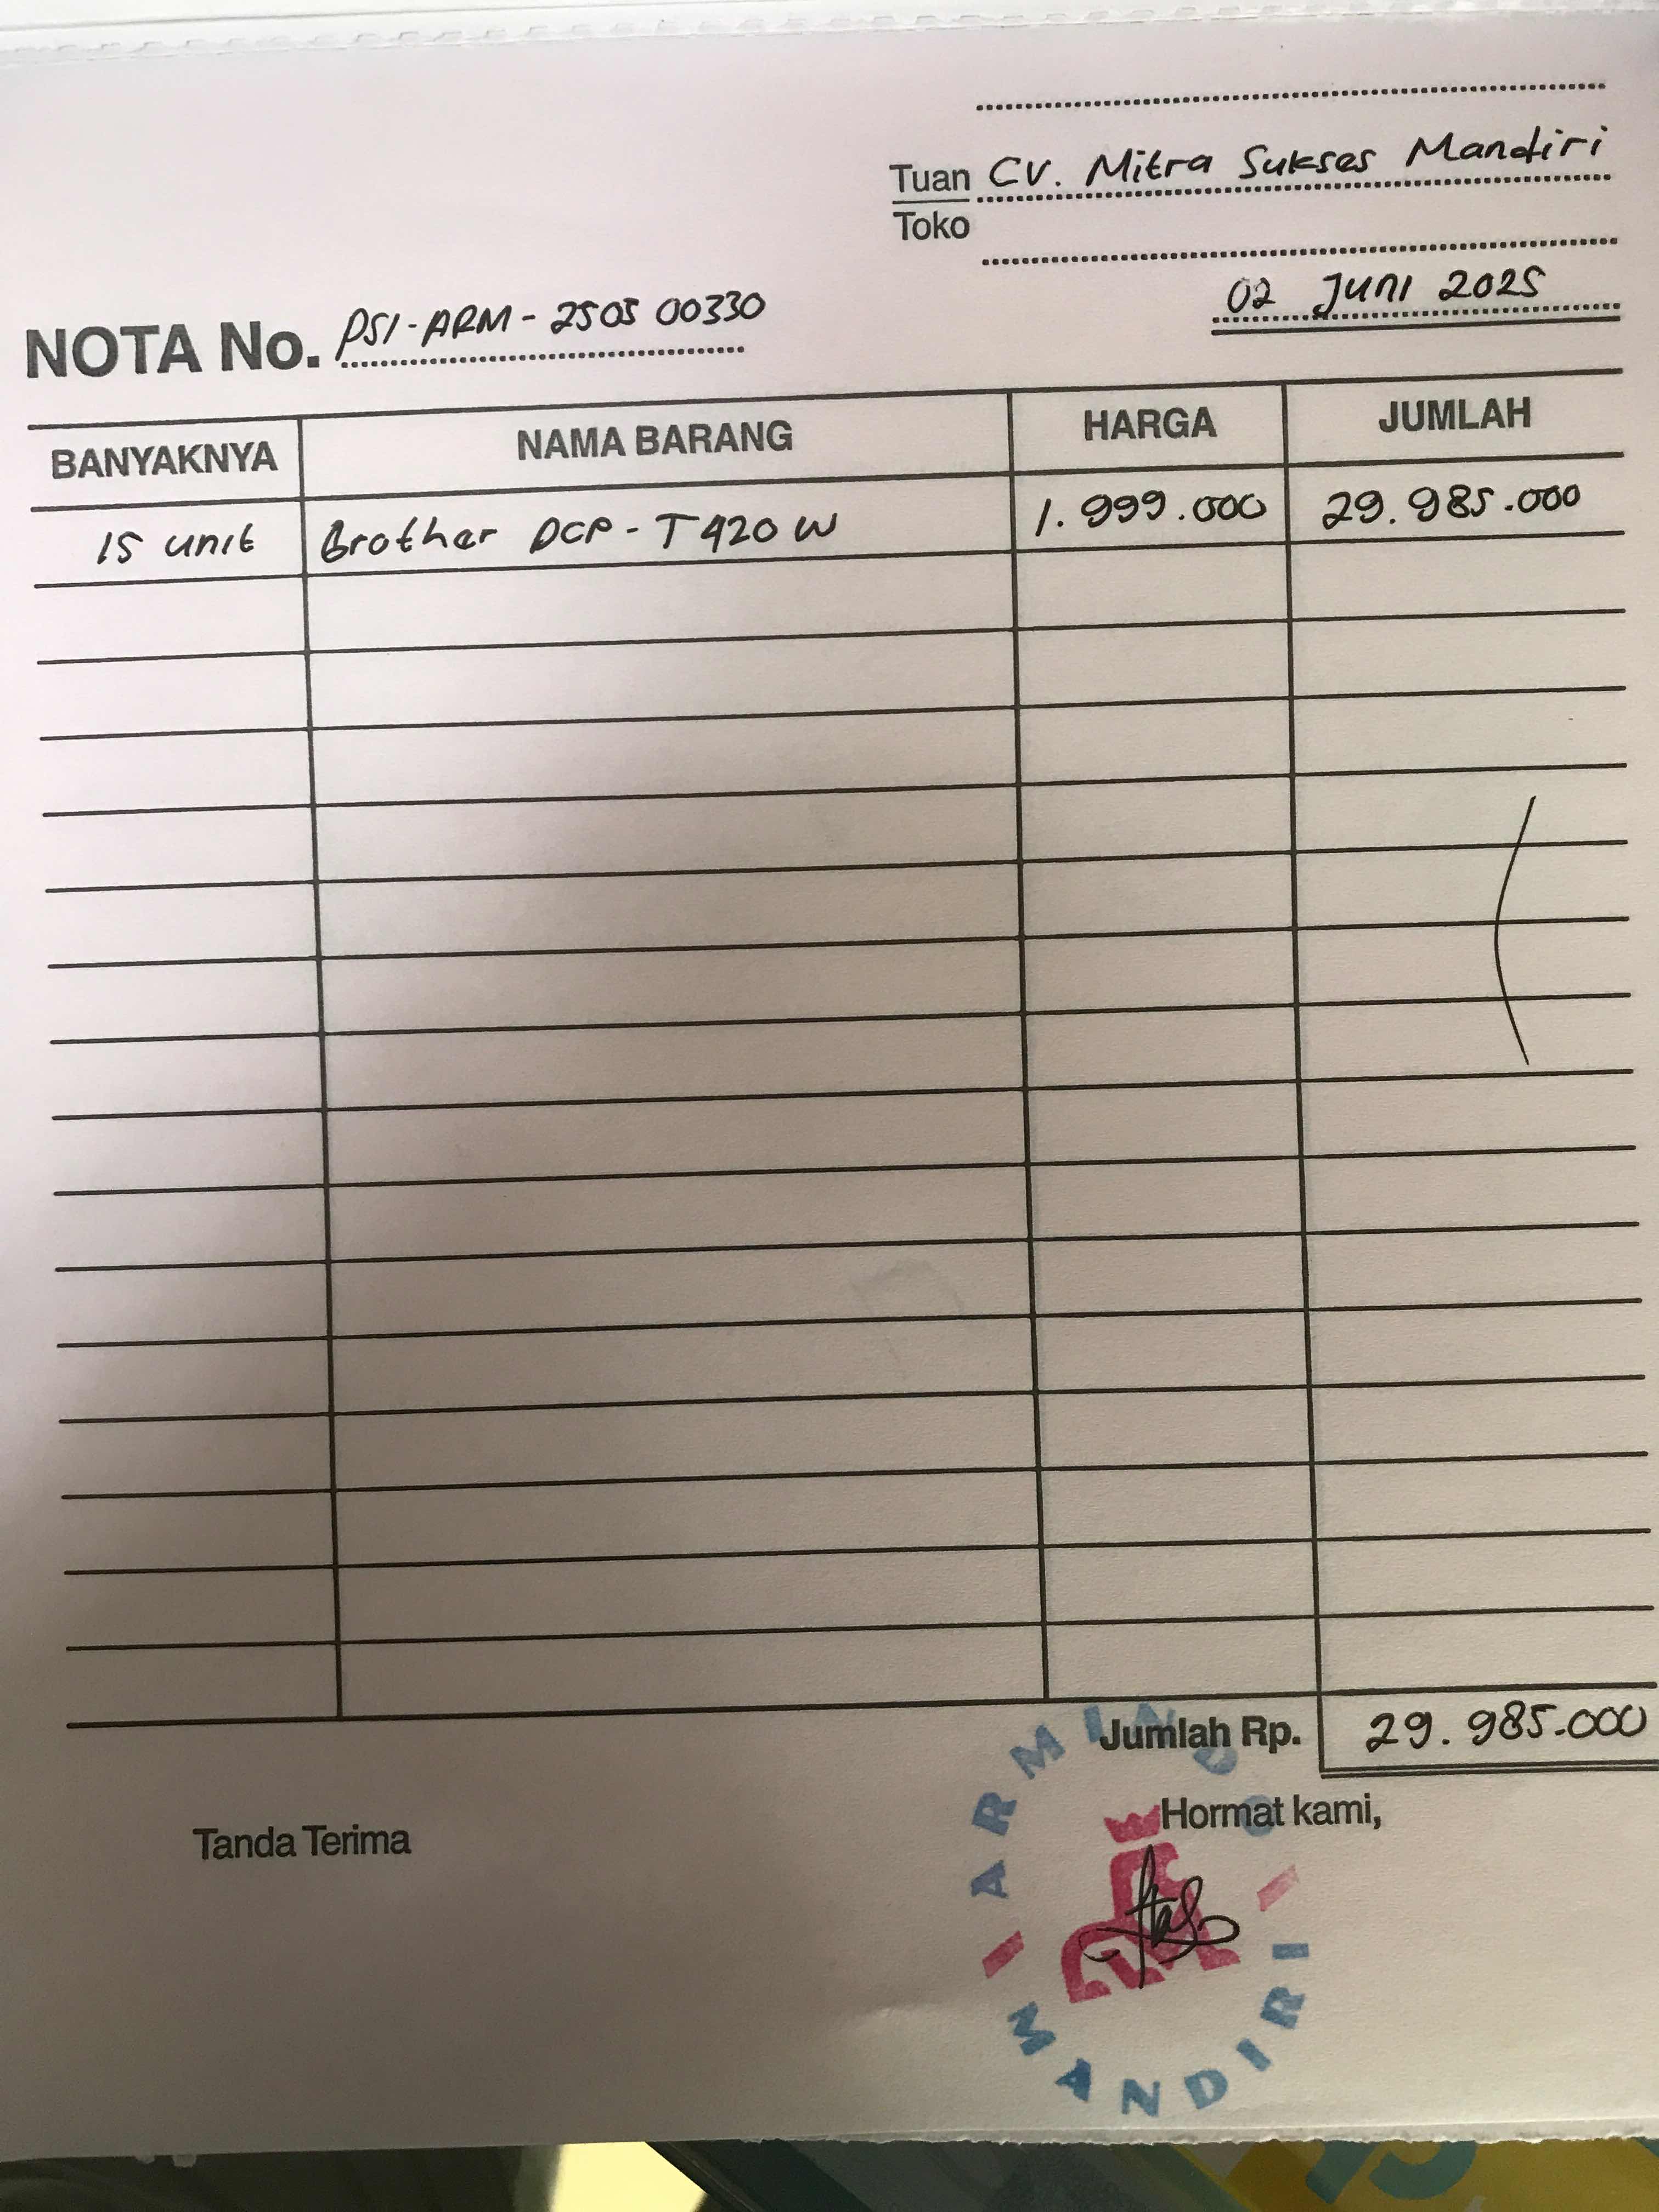 Tuan CV. Mitra Sukses Mandiri
Toko
02 Juni 2025
NOTA No. PSI-ARM-2505 00330
BANYAKNYA NAMA BARANG HARGA JUMLAH
15 unit Brother DCP-T420W 1.999.000 29.985.000
Jumlah Rp. 29.985.000
Tanda Terima Hormat kami,
MANDIRI